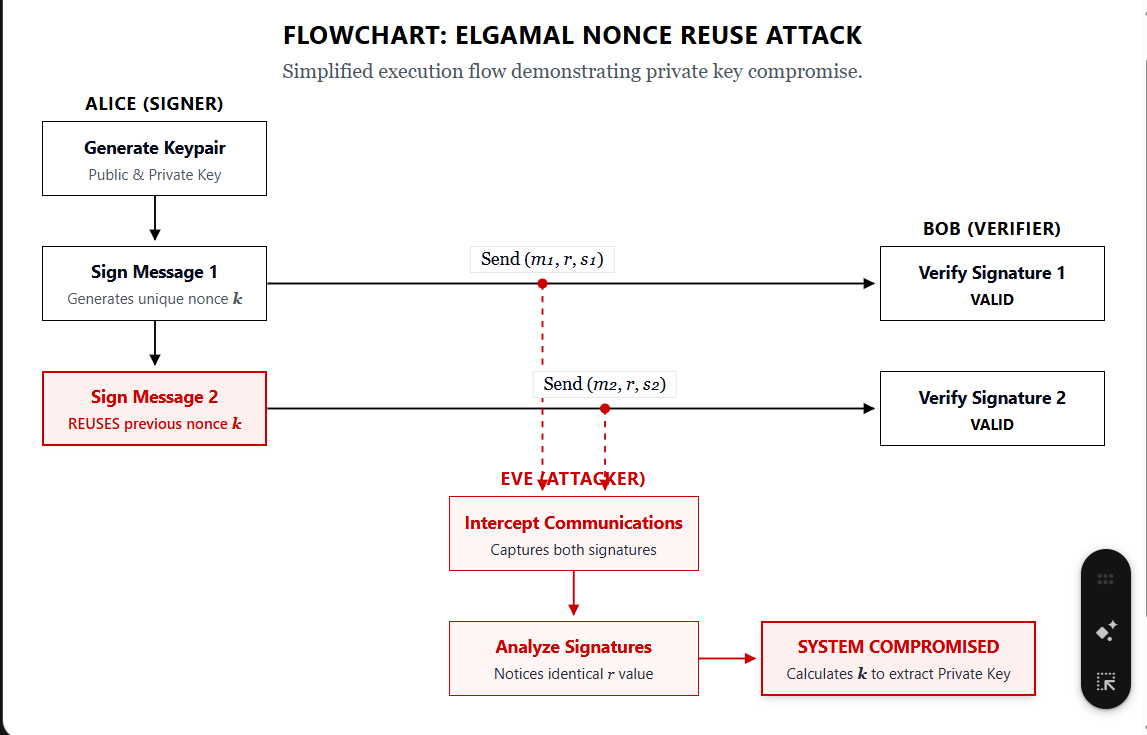 FLOWCHART: ELGAMAL NONCE REUSE ATTACK
Simplified execution flow demonstrating private key compromise.
ALICE (SIGNER)
Generate Keypair
Public & Private Key
BOB (VERIFIER)
Sign Message 1
Generates unique nonce k
Send (m₁, r, s₁)
Verify Signature 1
VALID
Sign Message 2
REUSES previous nonce k
Send (m₂, r, s₂)
Verify Signature 2
VALID
EVE (ATTACKER)
Intercept Communications
Captures both signatures
Analyze Signatures
Notices identical r value
SYSTEM COMPROMISED
Calculates k to extract Private Key